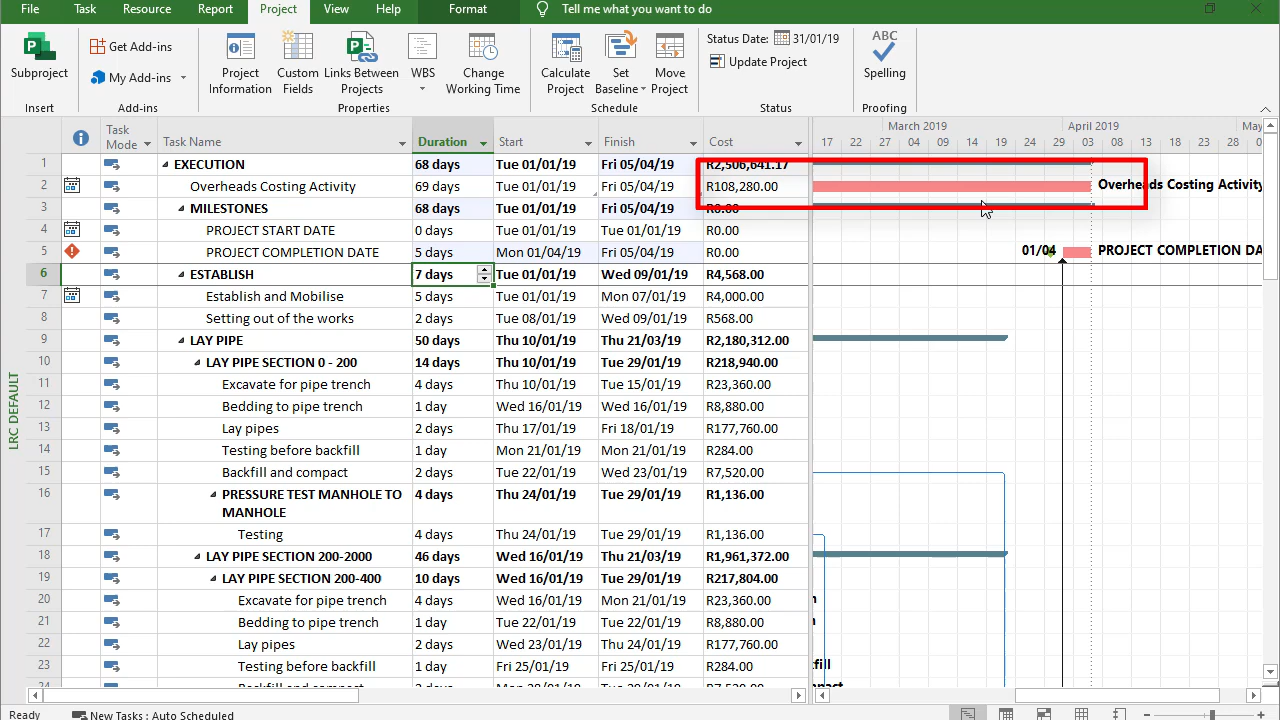 File Task Resource Report Project View Help Format Tell me what you want to do
Subproject
Insert
Get Add-ins
My Add-ins
Add-ins
Project Information
Custom Fields
Links Between Projects
WBS
Change Working Time
Properties
Calculate Project
Set Baseline
Move Project
Schedule
Status Date: 31/01/19
Update Project
Status
ABC
Spelling
Proofing
Task Mode Task Name Duration Start Finish Cost
March 2019 April 2019
17 22 27 04 09 14 19 24 29 03 08 13 18 23 28
1 EXECUTION 68 days Tue 01/01/19 Fri 05/04/19 R2,506,641.17
2 Overheads Costing Activity 69 days Tue 01/01/19 Fri 05/04/19 R108,280.00 Overheads Costing Activity
3 MILESTONES 68 days Tue 01/01/19 Fri 05/04/19 R0.00
4 PROJECT START DATE 0 days Tue 01/01/19 Tue 01/01/19 R0.00
5 PROJECT COMPLETION DATE 5 days Mon 01/04/19 Fri 05/04/19 R0.00 01/04 PROJECT COMPLETION DA
6 ESTABLISH 7 days Tue 01/01/19 Wed 09/01/19 R4,568.00
7 Establish and Mobilise 5 days Tue 01/01/19 Mon 07/01/19 R4,000.00
8 Setting out of the works 2 days Tue 08/01/19 Wed 09/01/19 R568.00
9 LAY PIPE 50 days Thu 10/01/19 Thu 21/03/19 R2,180,312.00
10 LAY PIPE SECTION 0 - 200 14 days Thu 10/01/19 Tue 29/01/19 R218,940.00
11 Excavate for pipe trench 4 days Thu 10/01/19 Tue 15/01/19 R23,360.00
12 Bedding to pipe trench 1 day Wed 16/01/19 Wed 16/01/19 R8,880.00
13 Lay pipes 2 days Thu 17/01/19 Fri 18/01/19 R177,760.00
14 Testing before backfill 1 day Mon 21/01/19 Mon 21/01/19 R284.00
15 Backfill and compact 2 days Tue 22/01/19 Wed 23/01/19 R7,520.00
16 PRESSURE TEST MANHOLE TO MANHOLE 4 days Thu 24/01/19 Tue 29/01/19 R1,136.00
17 Testing 4 days Thu 24/01/19 Tue 29/01/19 R1,136.00
18 LAY PIPE SECTION 200-2000 46 days Wed 16/01/19 Thu 21/03/19 R1,961,372.00
19 LAY PIPE SECTION 200-400 10 days Wed 16/01/19 Tue 29/01/19 R217,804.00
20 Excavate for pipe trench 4 days Wed 16/01/19 Mon 21/01/19 R23,360.00
21 Bedding to pipe trench 1 day Tue 22/01/19 Tue 22/01/19 R8,880.00
22 Lay pipes 2 days Wed 23/01/19 Thu 24/01/19 R177,760.00
23 Testing before backfill 1 day Fri 25/01/19 Fri 25/01/19 R284.00
LRC DEFAULT
Ready New Tasks : Auto Scheduled